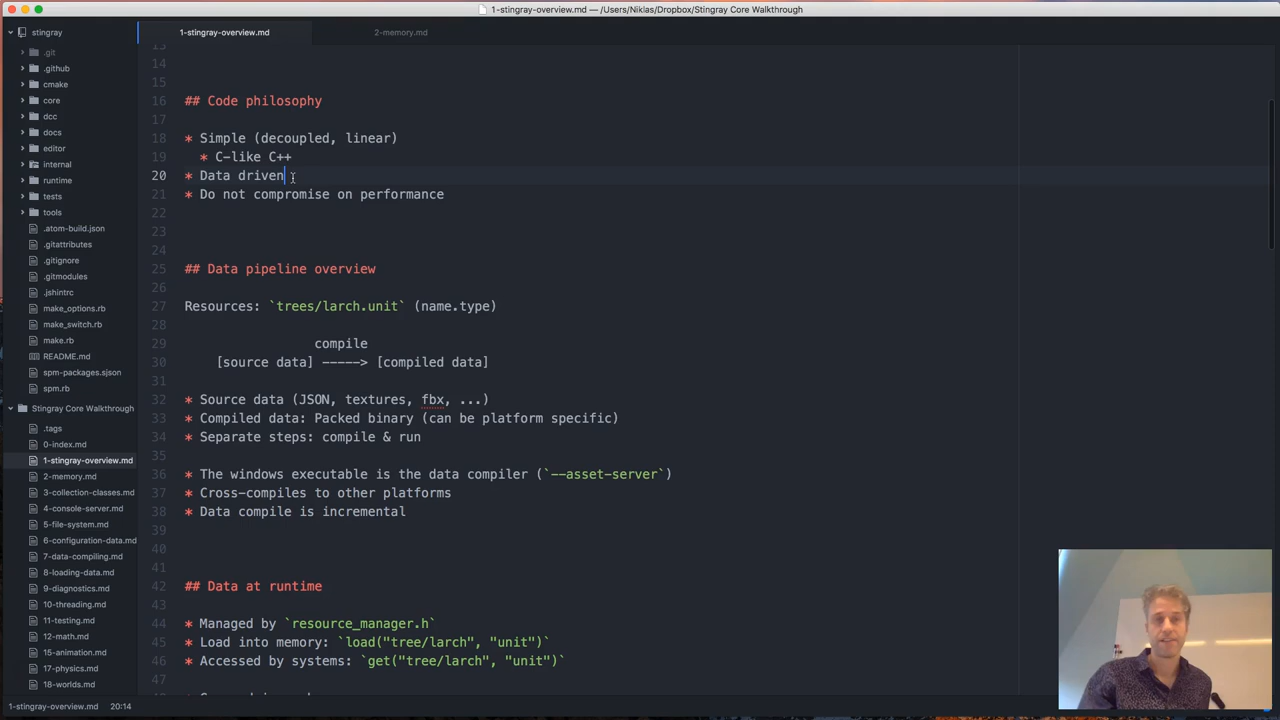 1-stingray-overview.md — /Users/Niklas/Dropbox/Stingray Core Walkthrough
stingray
.git
.github
cmake
core
dcc
docs
editor
internal
runtime
tests
tools
.atom-build.json
.gitattributes
.gitignore
.gitmodules
.jshintrc
make_options.rb
make_switch.rb
make.rb
README.md
spm-packages.sjson
spm.rb
Stingray Core Walkthrough
.tags
0-index.md
1-stingray-overview.md
2-memory.md
3-collection-classes.md
4-console-server.md
5-file-system.md
6-configuration-data.md
7-data-compiling.md
8-loading-data.md
9-diagnostics.md
10-threading.md
11-testing.md
12-math.md
15-animation.md
17-physics.md
18-worlds.md
1-stingray-overview.md 2-memory.md
13
14
15
16 ## Code philosophy
17
18 * Simple (decoupled, linear)
19 * C-like C++
20 * Data driven
21 * Do not compromise on performance
22
23
24
25 ## Data pipeline overview
26
27 Resources: `trees/larch.unit` (name.type)
28
29 compile
30 [source data] -----> [compiled data]
31
32 * Source data (JSON, textures, fbx, ...)
33 * Compiled data: Packed binary (can be platform specific)
34 * Separate steps: compile & run
35
36 * The windows executable is the data compiler (`--asset-server`)
37 * Cross-compiles to other platforms
38 * Data compile is incremental
39
40
41
42 ## Data at runtime
43
44 * Managed by `resource_manager.h`
45 * Load into memory: `load("tree/larch", "unit")`
46 * Accessed by systems: `get("tree/larch", "unit")`
47
1-stingray-overview.md 20:14